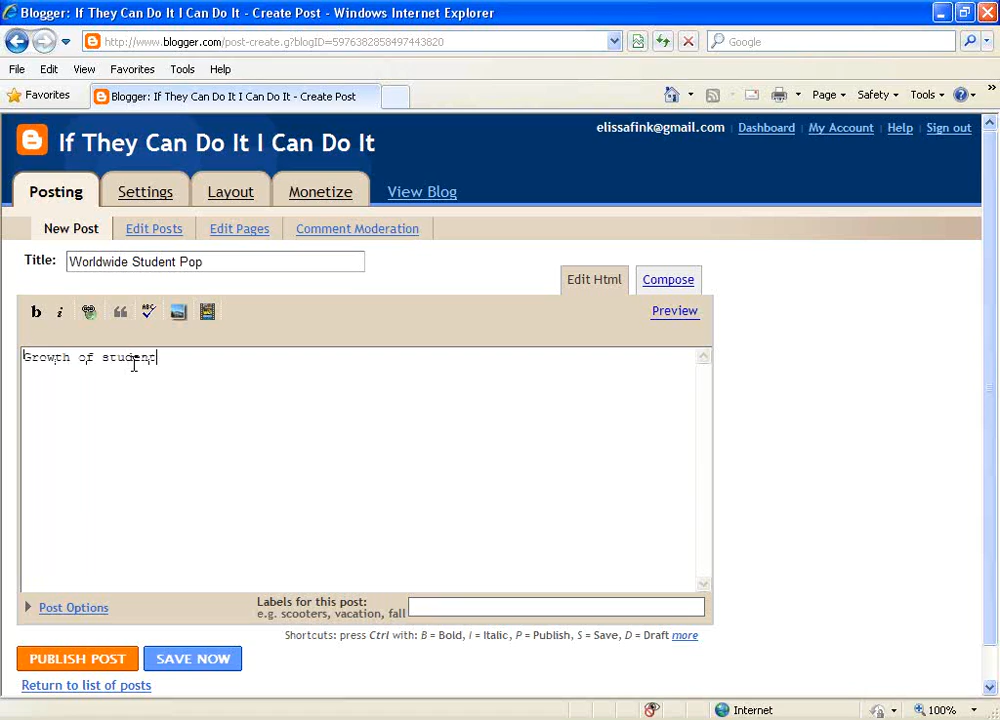 Blogger: If They Can Do It I Can Do It - Create Post - Windows Internet Explorer
http://www.blogger.com/post-create.g?blogID=5976382858497443820
Google
File Edit View Favorites Tools Help
Favorites Blogger: If They Can Do It I Can Do It - Create Post Page Safety Tools
If They Can Do It I Can Do It
elissafink@gmail.com | Dashboard | My Account | Help | Sign out
Posting Settings Layout Monetize View Blog
New Post Edit Posts Edit Pages Comment Moderation
Title: Worldwide Student Pop
Edit Html Compose
b i ABC Preview
Growth of student
Post Options
Labels for this post:
e.g. scooters, vacation, fall
Shortcuts: press Ctrl with: B = Bold, I = Italic, P = Publish, S = Save, D = Draft more
PUBLISH POST SAVE NOW
Return to list of posts
Internet 100%